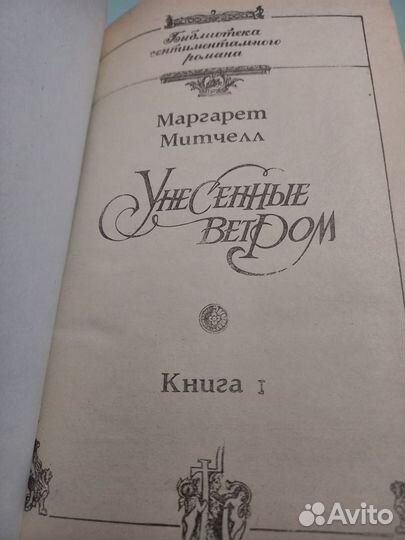 Библиотека
сентиментального
романа
Маргарет
Митчелл
Унесенные
ветром
Книга I
Avito